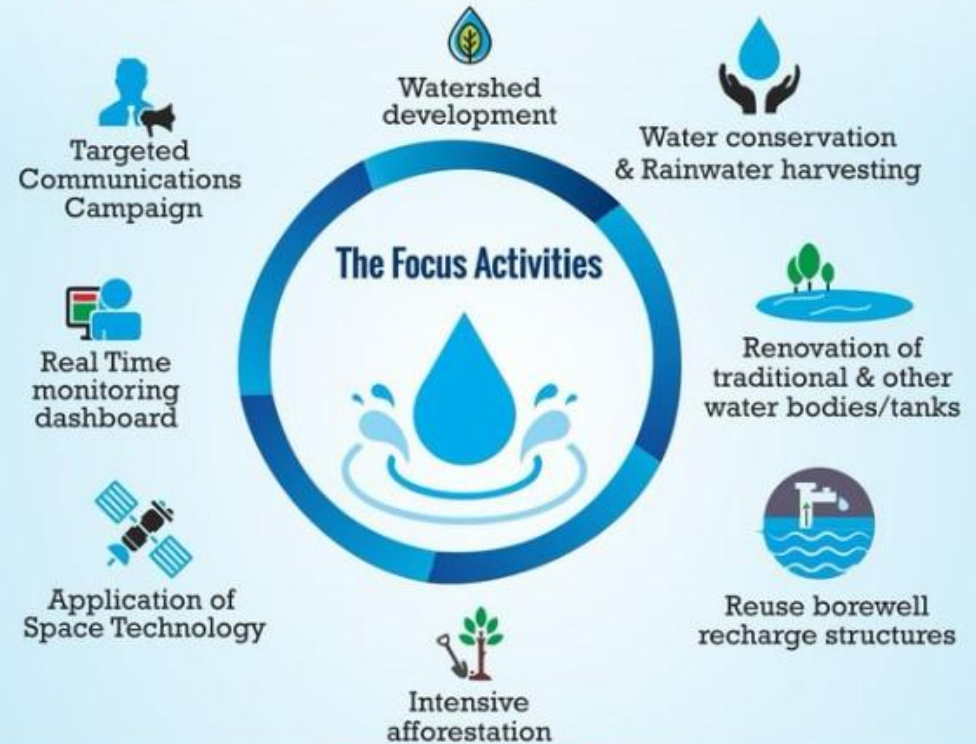 The Focus Activities
Watershed
development
Water conservation
& Rainwater harvesting
Renovation of
traditional & other
water bodies/tanks
Reuse borewell
recharge structures
Intensive
afforestation
Application of
Space Technology
Real Time
monitoring
dashboard
Targeted
Communications
Campaign